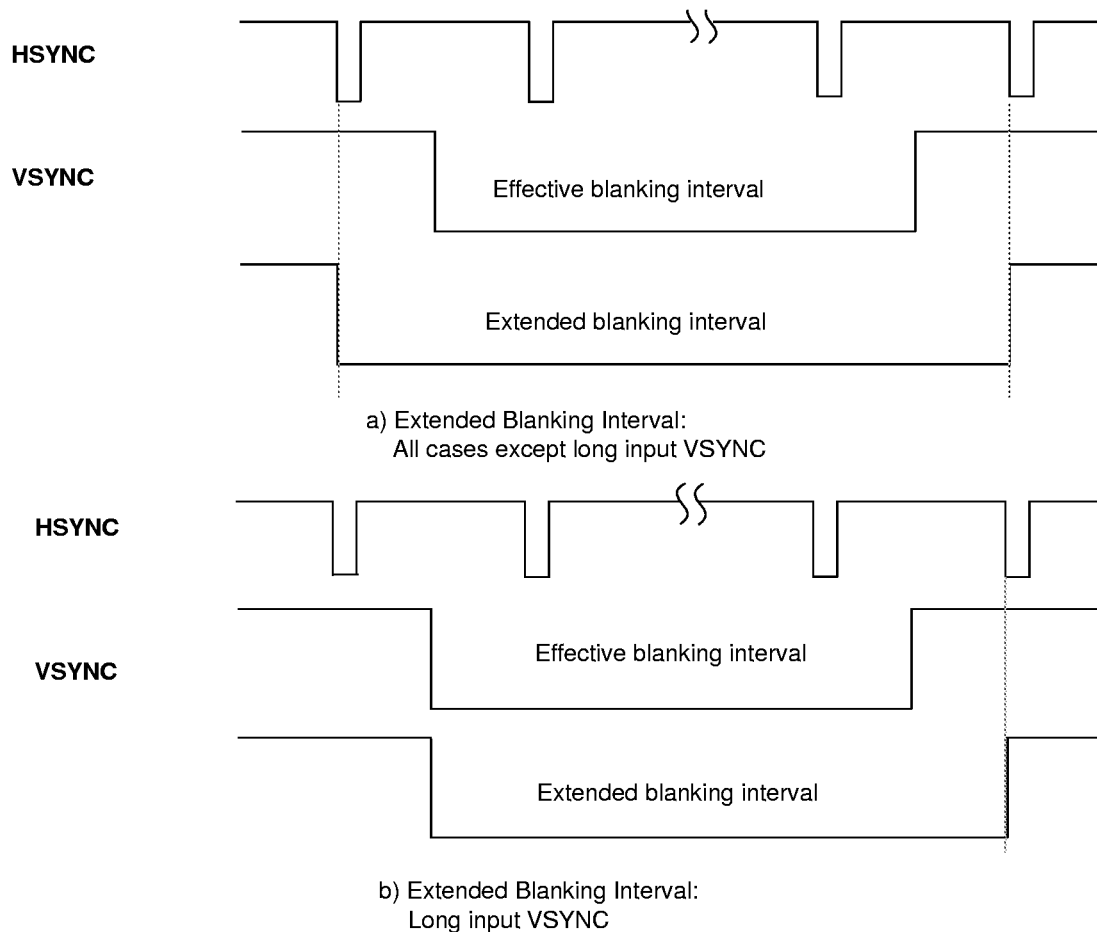 HSYNC
VSYNC
Effective blanking interval
Extended blanking interval
a) Extended Blanking Interval:
All cases except long input VSYNC
HSYNC
VSYNC
Effective blanking interval
Extended blanking interval
b) Extended Blanking Interval:
Long input VSYNC